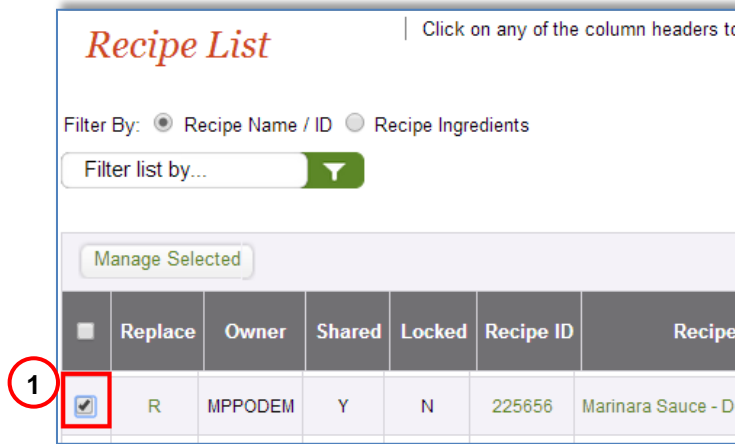 Recipe List
Click on any of the column headers to
Filter By: Recipe Name / ID Recipe Ingredients
Filter list by...
Manage Selected
Replace Owner Shared Locked Recipe ID Recipe
1
R MPPODEM Y N 225656 Marinara Sauce - D